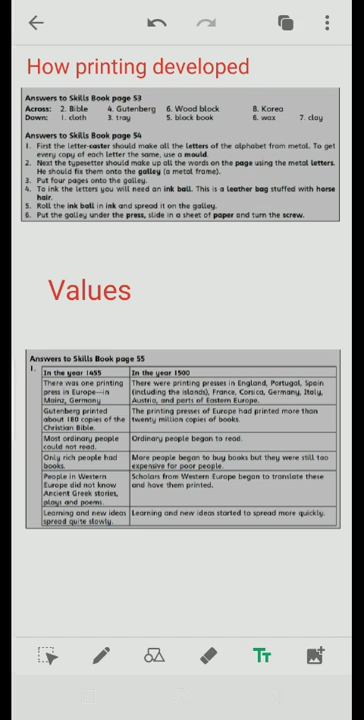 How printing developed
Answers to Skills Book page 53
Across: 2. Bible 4. Gutenberg 6. Wood block 8. Korea
Down: 1. cloth 3. tray 5. block book 6. wax 7. clay
Answers to Skills Book page 54
1. First the letter-caster should make all the letters of the alphabet from metal. To get
every copy of each letter the same, use a mould.
2. Next the typesetter should make up all the words on the page using the metal letters.
He should fix them onto the galley (a metal frame).
3. Put four pages onto the galley.
4. To ink the letters you will need an ink ball. This is a leather bag stuffed with horse
hair.
5. Roll the ink ball in ink and spread it on the galley.
6. Put the galley under the press, slide in a sheet of paper and turn the screw.
Values
Answers to Skills Book page 55
1. In the year 1455 In the year 1500
There was one printing There were printing presses in England, Portugal, Spain
press in Europe—in (including the islands), France, Corsica, Germany, Italy,
Mainz, Germany Austria, and parts of Eastern Europe.
Gutenberg printed The printing presses of Europe had printed more than
about 180 copies of the twenty million copies of books.
Christian Bible.
Most ordinary people Ordinary people began to read.
could not read.
Only rich people had More people began to buy books but they were still too
books. expensive for poor people.
People in Western Scholars from Western Europe began to translate these
Europe did not know and have them printed.
Ancient Greek stories,
plays and poems.
Learning and new ideas Learning and new ideas started to spread more quickly.
spread quite slowly.
TT